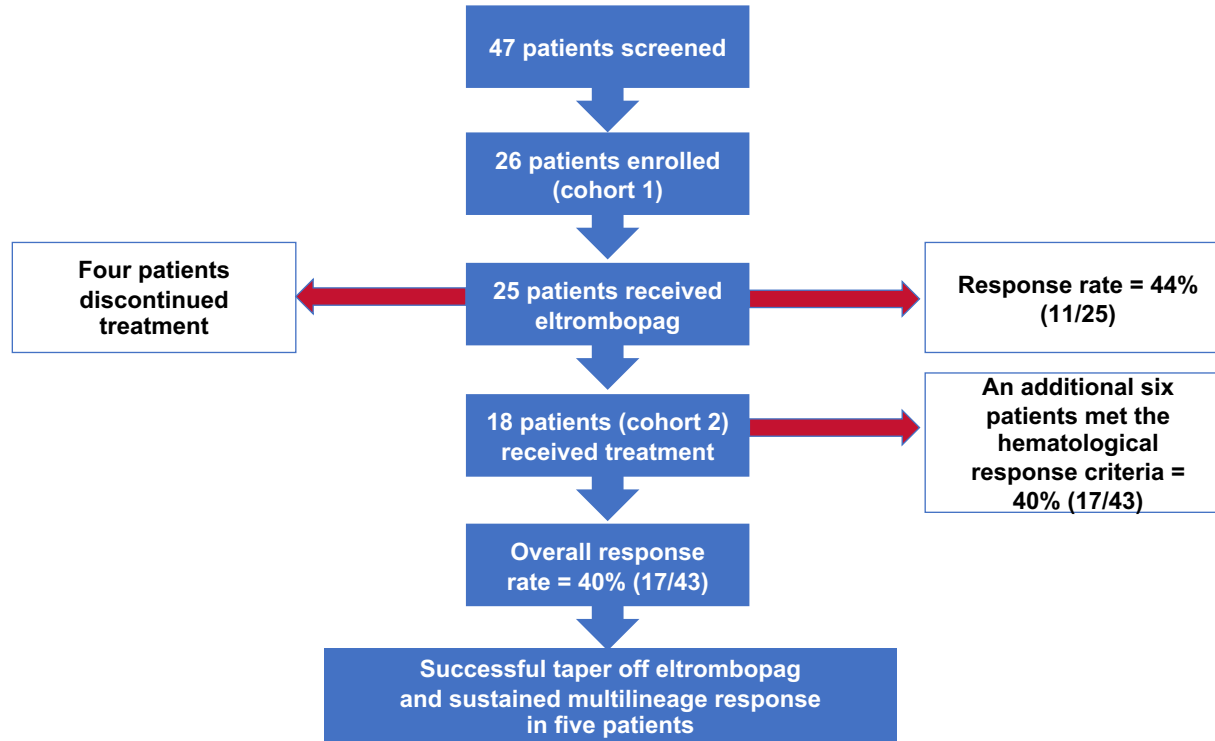 47 patients screened
26 patients enrolled
(cohort 1)
Four patients
discontinued
treatment
25 patients received
eltrombopag
Response rate = 44%
(11/25)
18 patients (cohort 2)
received treatment
An additional six
patients met the
hematological
response criteria =
40% (17/43)
Overall response
rate = 40% (17/43)
Successful taper off eltrombopag
and sustained multilineage response
in five patients